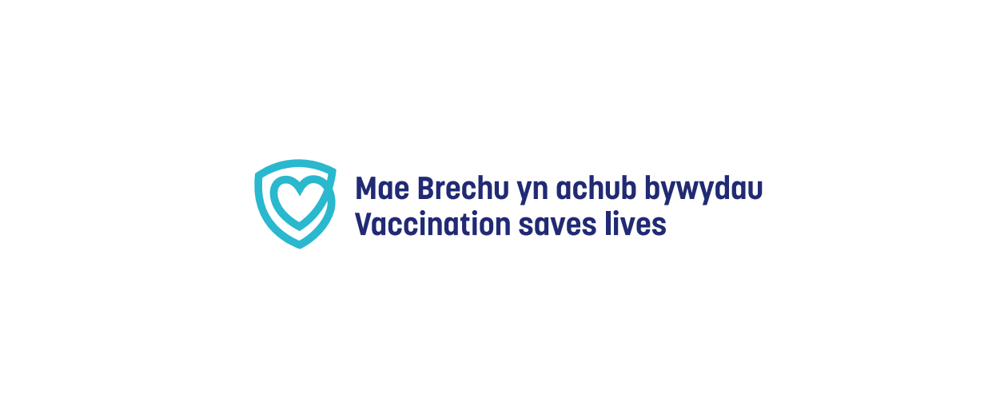 Mae Brechu yn achub bywydau
Vaccination saves lives